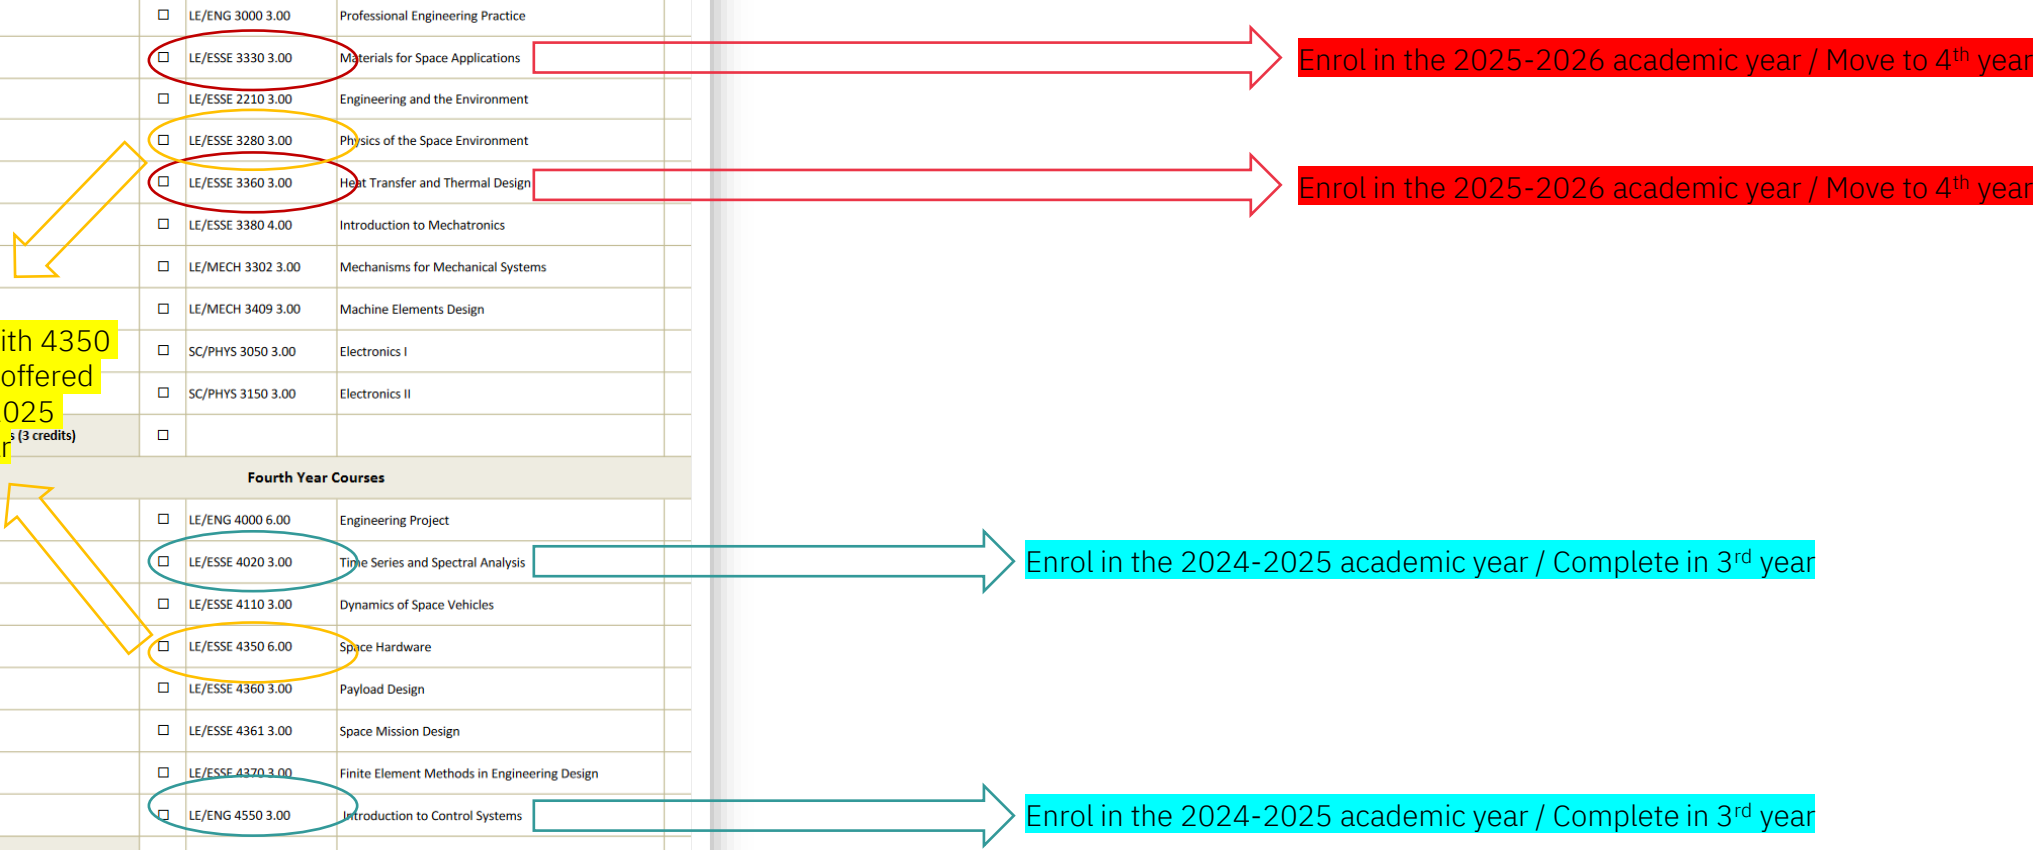 LE/ENG 3000 3.00 Professional Engineering Practice
LE/ESSE 3330 3.00 Materials for Space Applications Enrol in the 2025-2026 academic year / Move to 4th year
LE/ESSE 2210 3.00 Engineering and the Environment
LE/ESSE 3280 3.00 Physics of the Space Environment
LE/ESSE 3360 3.00 Heat Transfer and Thermal Design Enrol in the 2025-2026 academic year / Move to 4th year
LE/ESSE 3380 4.00 Introduction to Mechatronics
LE/MECH 3302 3.00 Mechanisms for Mechanical Systems
LE/MECH 3409 3.00 Machine Elements Design
ith 4350
SC/PHYS 3050 3.00 Electronics I
offered
SC/PHYS 3150 3.00 Electronics II
025
s (3 credits)
r
Fourth Year Courses
LE/ENG 4000 6.00 Engineering Project
LE/ESSE 4020 3.00 Time Series and Spectral Analysis Enrol in the 2024-2025 academic year / Complete in 3rd year
LE/ESSE 4110 3.00 Dynamics of Space Vehicles
LE/ESSE 4350 6.00 Space Hardware
LE/ESSE 4360 3.00 Payload Design
LE/ESSE 4361 3.00 Space Mission Design
LE/ESSE 4370 3.00 Finite Element Methods in Engineering Design
LE/ENG 4550 3.00 Introduction to Control Systems Enrol in the 2024-2025 academic year / Complete in 3rd year